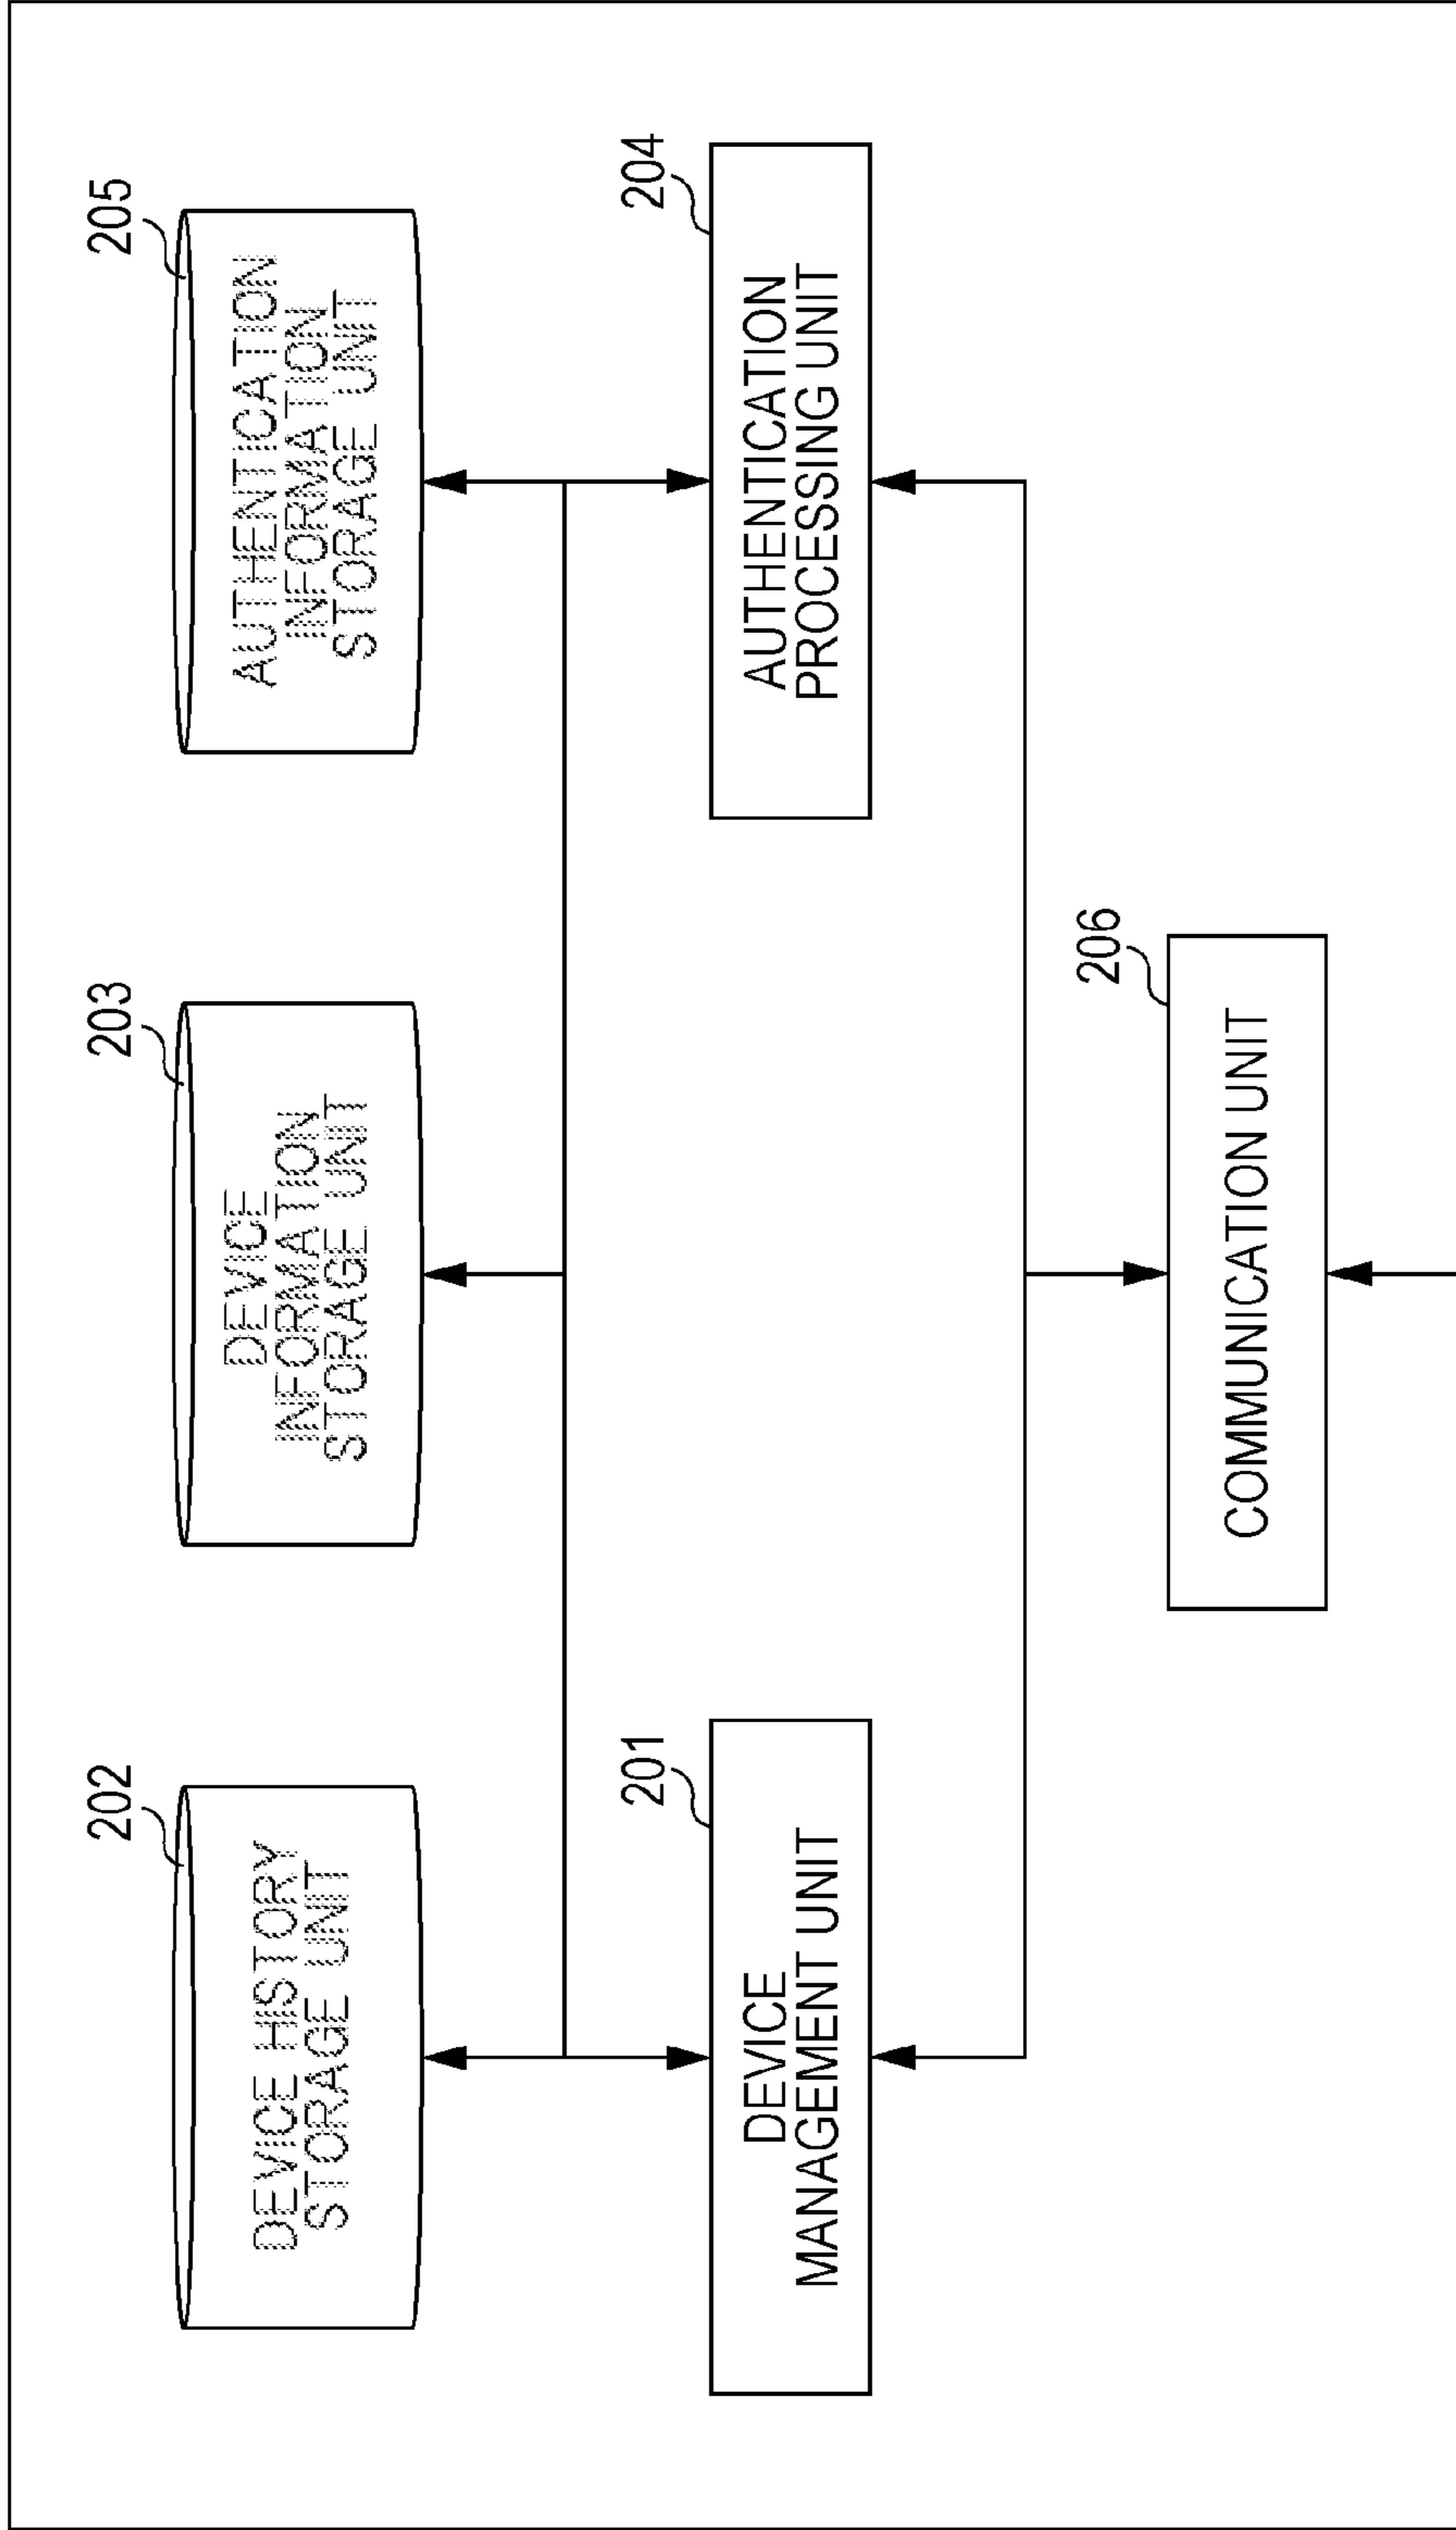 202
DEVICE HISTORY
STORAGE UNIT
203
DEVICE
INFORMATION
STORAGE UNIT
205
AUTHENTICATION
INFORMATION
STORAGE UNIT
201
DEVICE
MANAGEMENT UNIT
204
AUTHENTICATION
PROCESSING UNIT
206
COMMUNICATION UNIT